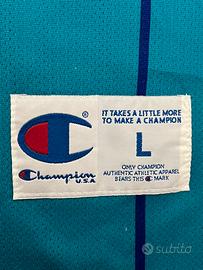 IT TAKES A LITTLE MORE
TO MAKE A CHAMPION
Champion
U.S.A
L
ONLY CHAMPION
AUTHENTIC ATHLETIC APPAREL
BEARS THIS C MARK
subito